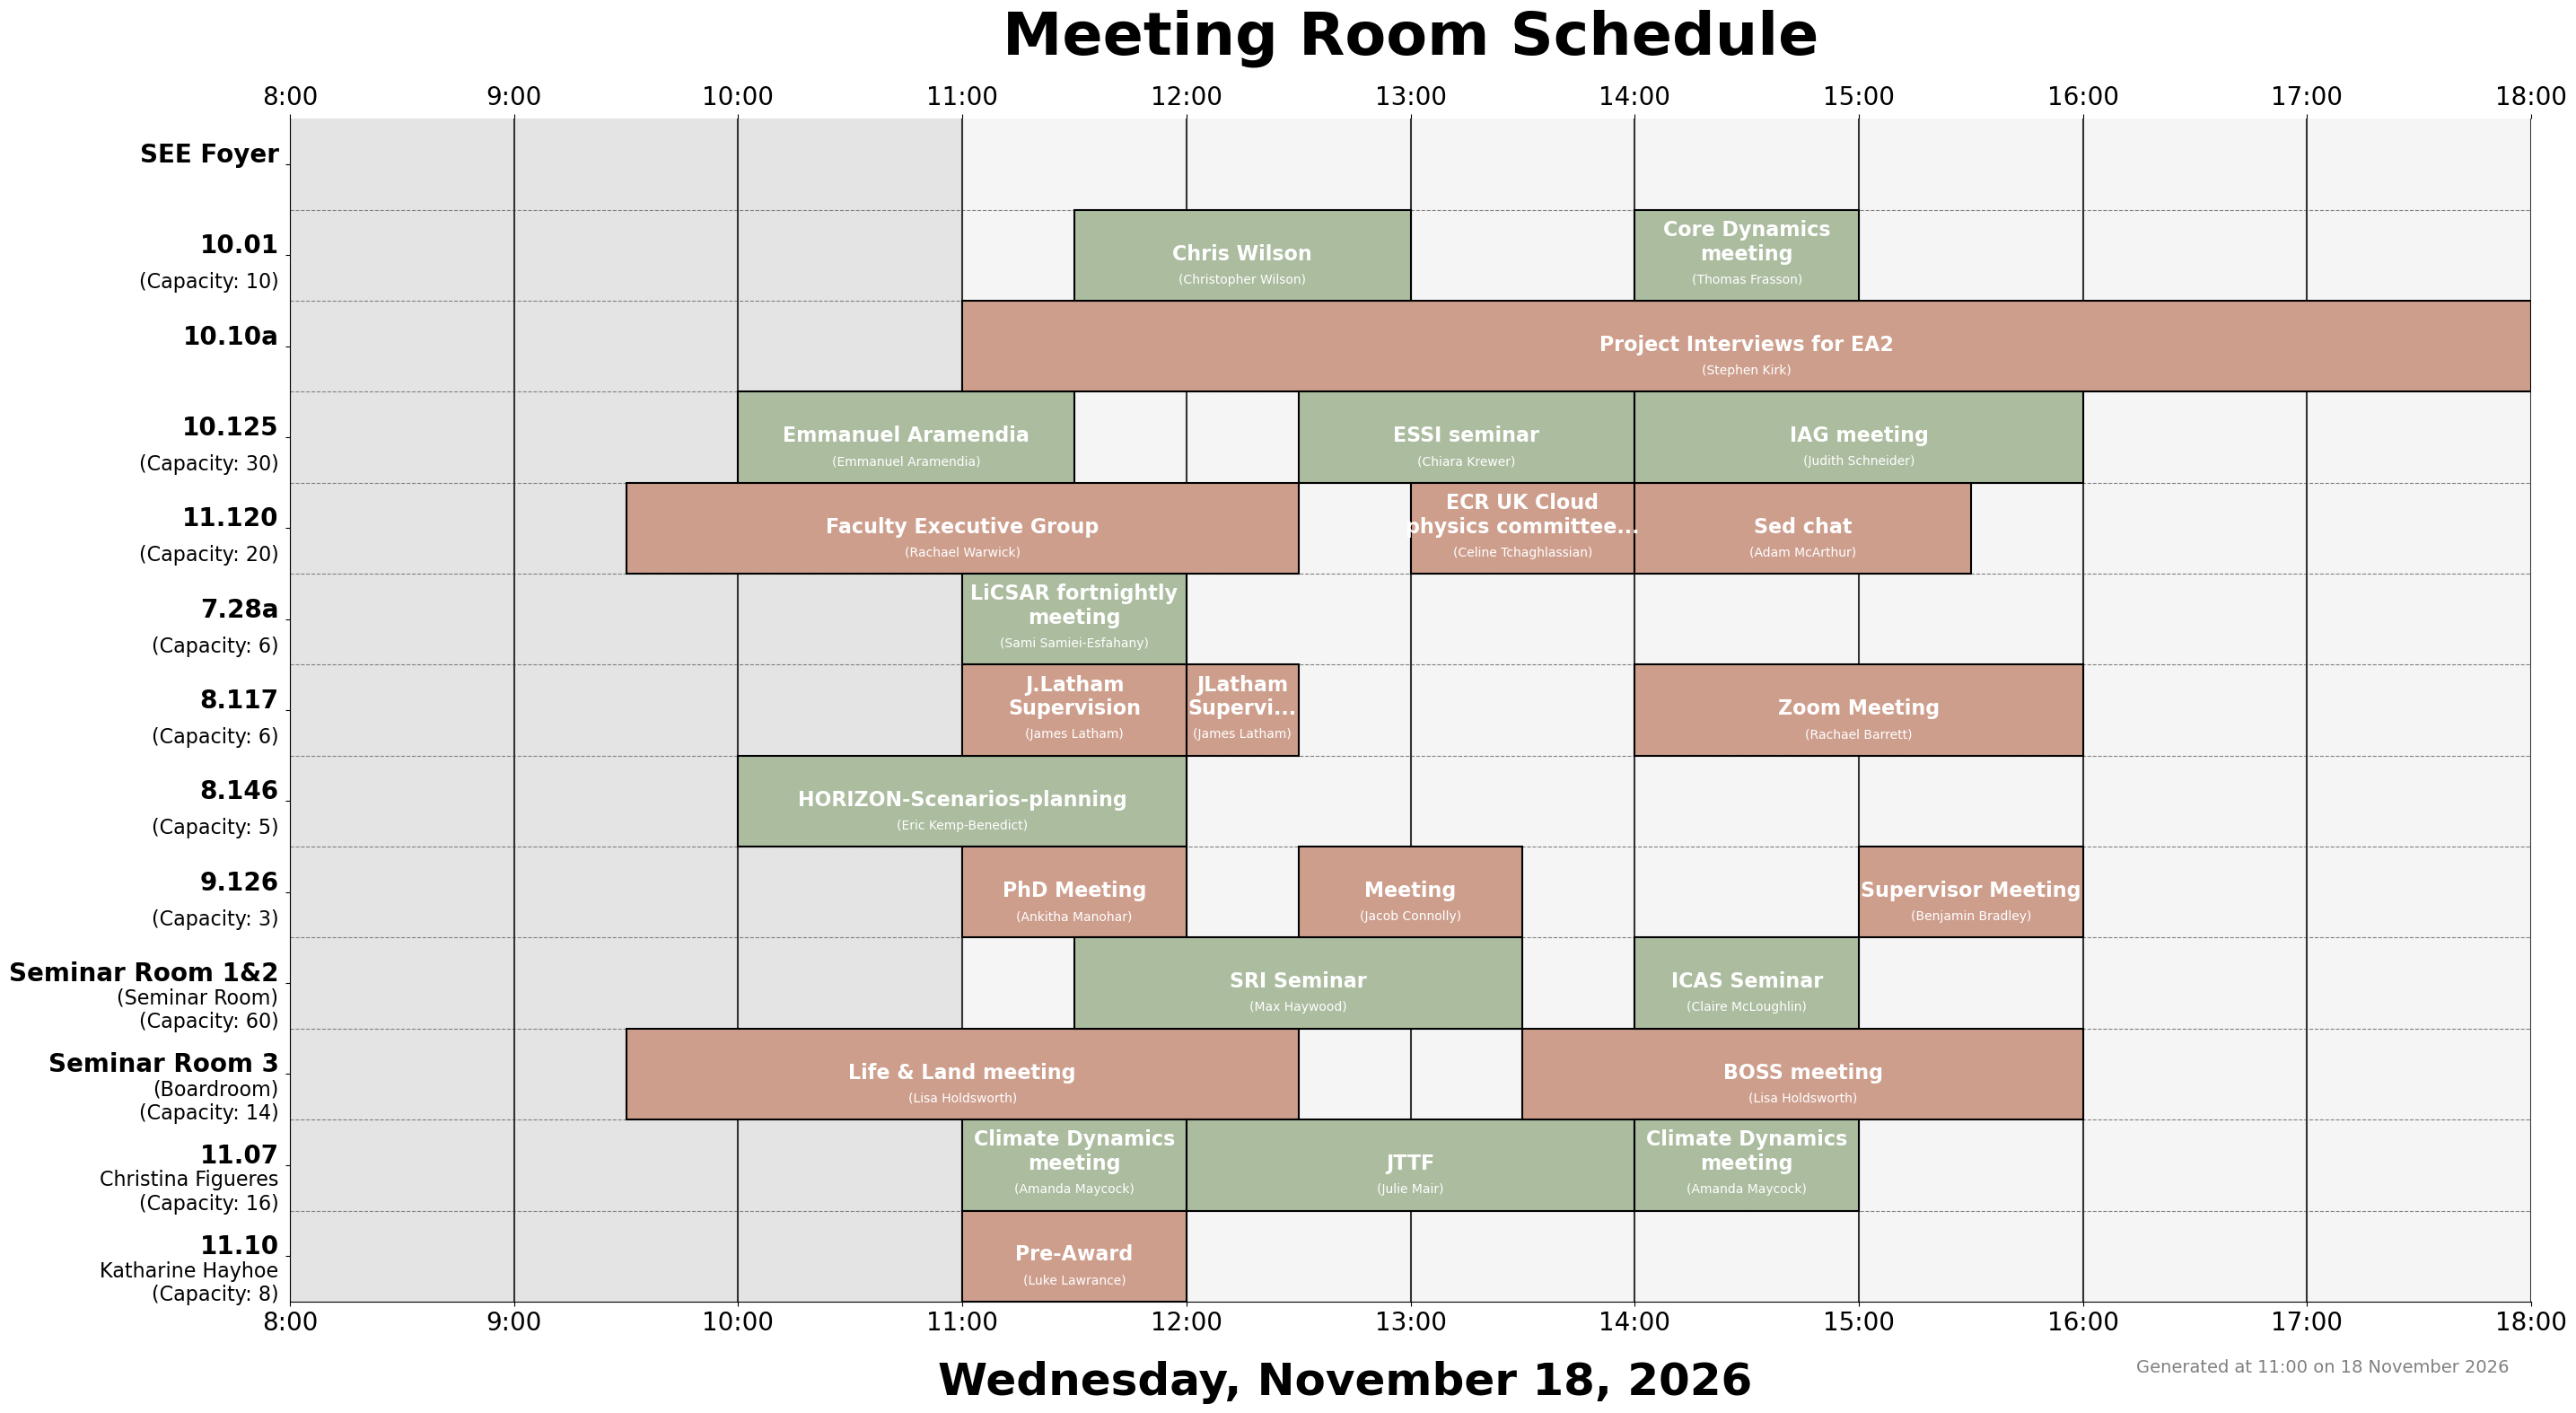 Meeting Room Schedule
8:00 9:00 10:00 11:00 12:00 13:00 14:00 15:00 16:00 17:00 18:00
SEE Foyer
10.01
(Capacity: 10)
Chris Wilson
(Christopher Wilson)
Core Dynamics
meeting
(Thomas Frasson)
10.10a
Project Interviews for EA2
(Stephen Kirk)
10.125
(Capacity: 30)
Emmanuel Aramendia
(Emmanuel Aramendia)
ESSI seminar
(Chiara Krewer)
IAG meeting
(Judith Schneider)
11.120
(Capacity: 20)
Faculty Executive Group
(Rachael Warwick)
ECR UK Cloud
physics committee...
(Celine Tchaghlassian)
Sed chat
(Adam McArthur)
7.28a
(Capacity: 6)
LiCSAR fortnightly
meeting
(Sami Samiei-Esfahany)
8.117
(Capacity: 6)
J.Latham
Supervision
(James Latham)
JLatham
Supervi...
(James Latham)
Zoom Meeting
(Rachael Barrett)
8.146
(Capacity: 5)
HORIZON-Scenarios-planning
(Eric Kemp-Benedict)
9.126
(Capacity: 3)
PhD Meeting
(Ankitha Manohar)
Meeting
(Jacob Connolly)
Supervisor Meeting
(Benjamin Bradley)
Seminar Room 1&2
(Seminar Room)
(Capacity: 60)
SRI Seminar
(Max Haywood)
ICAS Seminar
(Claire McLoughlin)
Seminar Room 3
(Boardroom)
(Capacity: 14)
Life & Land meeting
(Lisa Holdsworth)
BOSS meeting
(Lisa Holdsworth)
11.07
Christina Figueres
(Capacity: 16)
Climate Dynamics
meeting
(Amanda Maycock)
JTTF
(Julie Mair)
Climate Dynamics
meeting
(Amanda Maycock)
11.10
Katharine Hayhoe
(Capacity: 8)
Pre-Award
(Luke Lawrance)
8:00 9:00 10:00 11:00 12:00 13:00 14:00 15:00 16:00 17:00 18:00
Wednesday, November 18, 2026
Generated at 11:00 on 18 November 2026